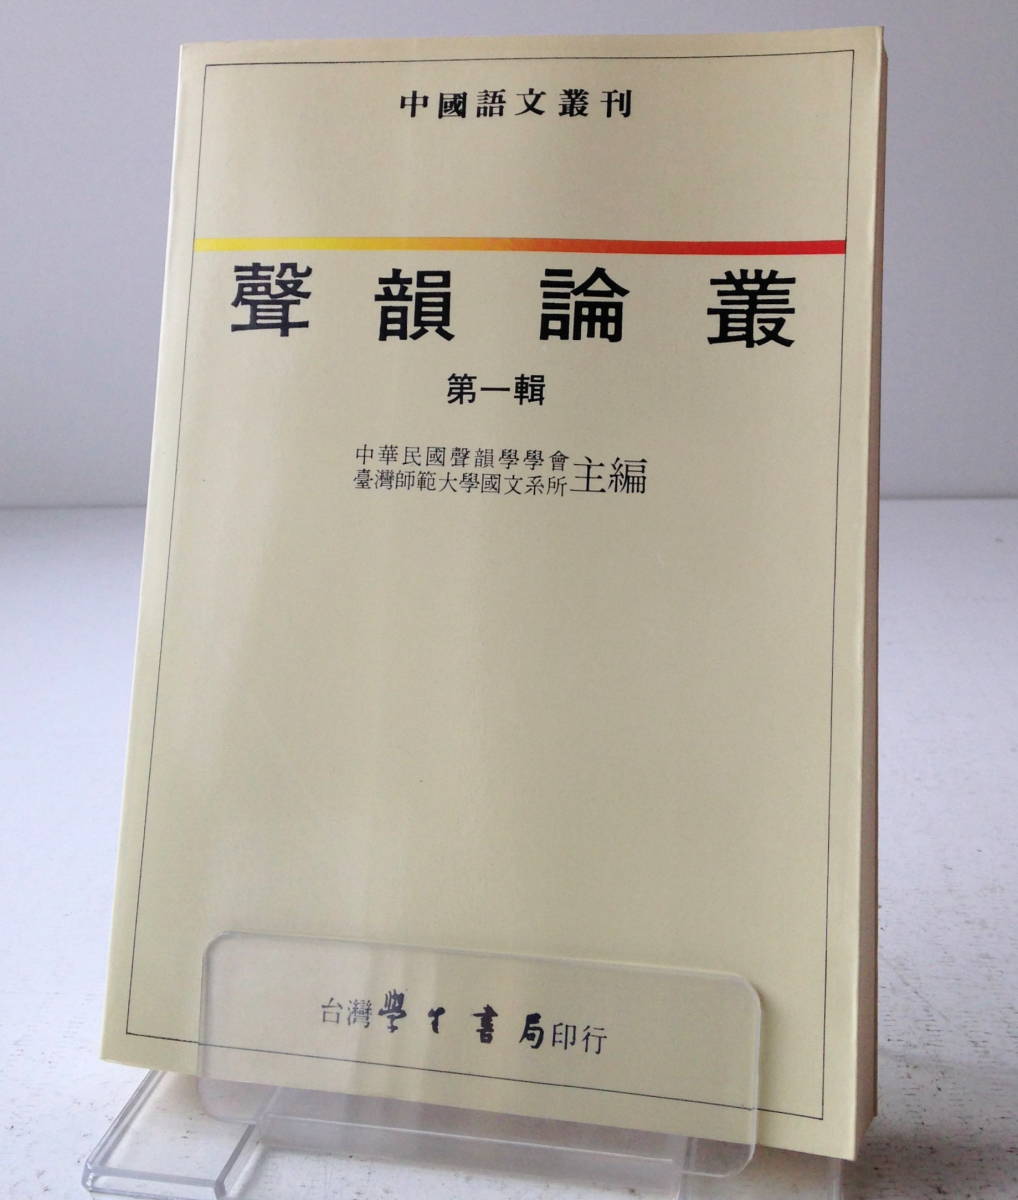 中國語文叢刊
聲韻論叢
第一輯
中華民國聲韻學學會
臺灣師範大學國文系所
主編
台灣學生書局印行